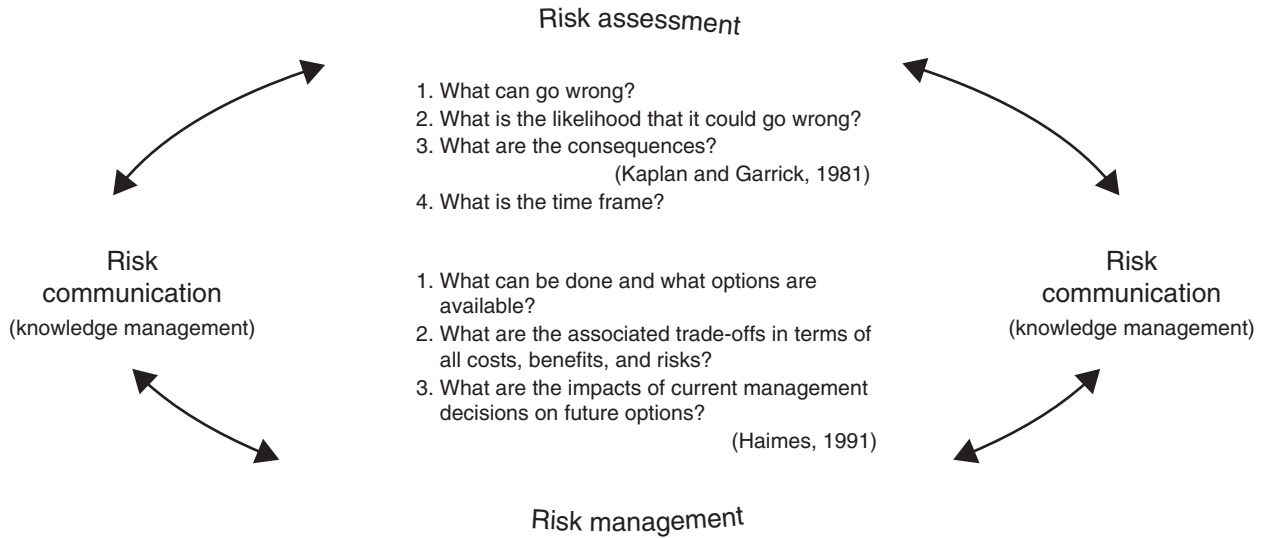 Risk assessment
1. What can go wrong?
2. What is the likelihood that it could go wrong?
3. What are the consequences?
(Kaplan and Garrick, 1981)
4. What is the time frame?
Risk
communication
(knowledge management)
1. What can be done and what options are
available?
2. What are the associated trade-offs in terms of
all costs, benefits, and risks?
3. What are the impacts of current management
decisions on future options?
(Haimes, 1991)
Risk
communication
(knowledge management)
Risk management